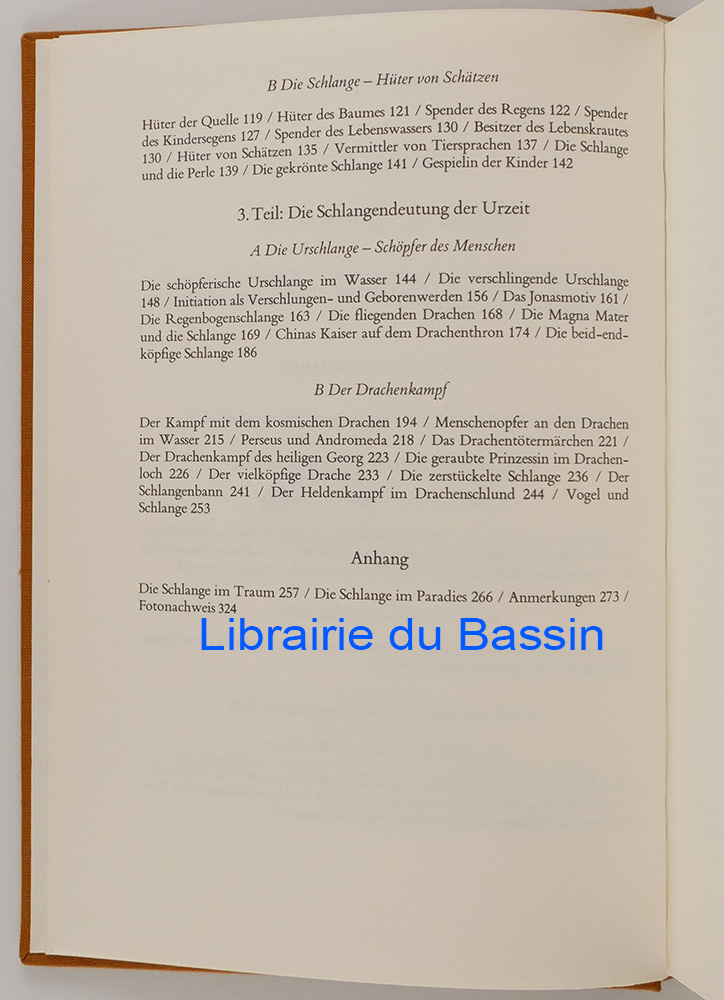 B Die Schlange – Hüter von Schätzen
Hüter der Quelle 119 / Hüter des Baumes 121 / Spender des Regens 122 / Spender
des Kindersegens 127 / Spender des Lebenswassers 130 / Besitzer des Lebenskrautes
130 / Hüter von Schätzen 135 / Vermittler von Tiersprachen 137 / Die Schlange
und die Perle 139 / Die gekrönte Schlange 141 / Gespielin der Kinder 142
3. Teil: Die Schlangendeutung der Urzeit
A Die Urschlange – Schöpfer des Menschen
Die schöpferische Urschlange im Wasser 144 / Die verschlingende Urschlange
148 / Initiation als Verschlungen- und Geborenwerden 156 / Das Jonasmotiv 161 /
Die Regenbogenschlange 163 / Die fliegenden Drachen 168 / Die Magna Mater
und die Schlange 169 / Chinas Kaiser auf dem Drachenthron 174 / Die beid-end-
köpfige Schlange 186
B Der Drachenkampf
Der Kampf mit dem kosmischen Drachen 194 / Menschenopfer an den Drachen
im Wasser 215 / Perseus und Andromeda 218 / Das Drachentötermärchen 221 /
Der Drachenkampf des heiligen Georg 223 / Die geraubte Prinzessin im Drachen-
loch 226 / Der vielköpfige Drache 233 / Die zerstückelte Schlange 236 / Der
Schlangenbann 241 / Der Heldenkampf im Drachenschlund 244 / Vogel und
Schlange 253
Anhang
Die Schlange im Traum 257 / Die Schlange im Paradies 266 / Anmerkungen 273 /
Fotonachweis 324
Librairie du Bassin